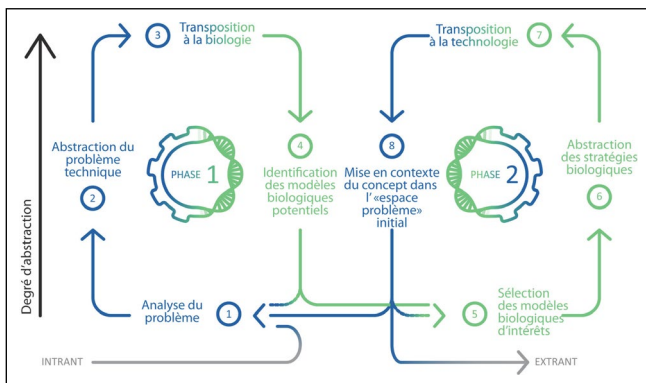 Degré d'abstraction
3
Transposition
à la biologie
Abstraction du
problème
technique
2
PHASE 1
4
Identification
des modèles
biologiques
potentiels
Analyse du
problème
1
INTRANT
Transposition
à la technologie
7
8
Mise en contexte
du concept dans
l' «espace
problème»
initial
PHASE 2
Abstraction
des stratégies
biologiques
6
5
Sélection
des modèles
biologiques
d'intérêts
EXTRANT